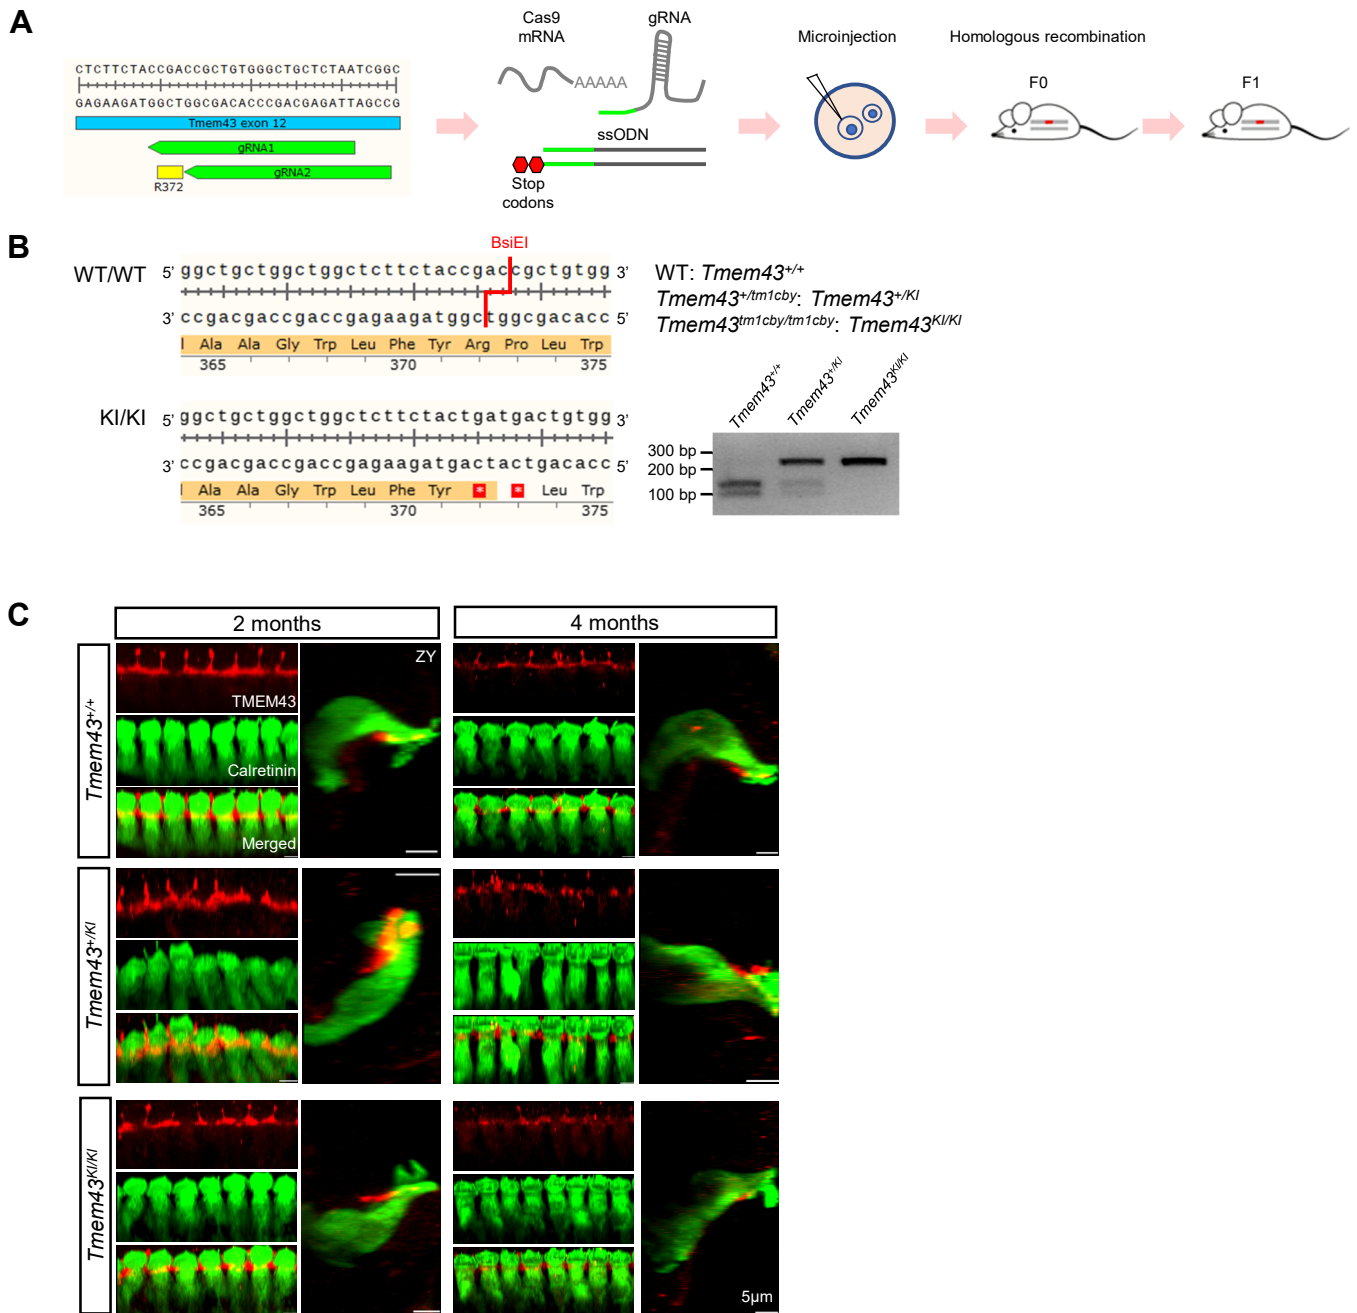 A
CTCTTCTACCGACCGCTGTGGGCTGCTCTAATCGGC
GAGAAGATGGCTGGCGACACCCGACGAGATTAGCCG
Tmem43 exon 12
gRNA1
gRNA2
R372
Cas9
mRNA
AAAAA
gRNA
ssODN
Stop
codons
Microinjection
Homologous recombination
F0
F1
B
WT/WT
BsiEI
5’ ggctgctggctggctcttctaccgaccgctgtgg 3’
3’ ccgacgaccgaccgagaagatggctggcgacacc 5’
l Ala Ala Gly Trp Leu Phe Tyr Arg Pro Leu Trp
365 370 375
KI/KI
5’ ggctgctggctggctcttctactgatgactgtgg 3’
3’ ccgacgaccgaccgagaagatgactactgacacc 5’
l Ala Ala Gly Trp Leu Phe Tyr * * Leu Trp
365 370 375
WT: Tmem43+/+
Tmem43+/tm1cby: Tmem43+/KI
Tmem43tm1cby/tm1cby: Tmem43KI/KI
Tmem43+/+
Tmem43+/KI
Tmem43KI/KI
300 bp
200 bp
100 bp
C
2 months
4 months
Tmem43+/+
TMEM43
Calretinin
Merged
ZY
Tmem43+/KI
Tmem43KI/KI
5μm